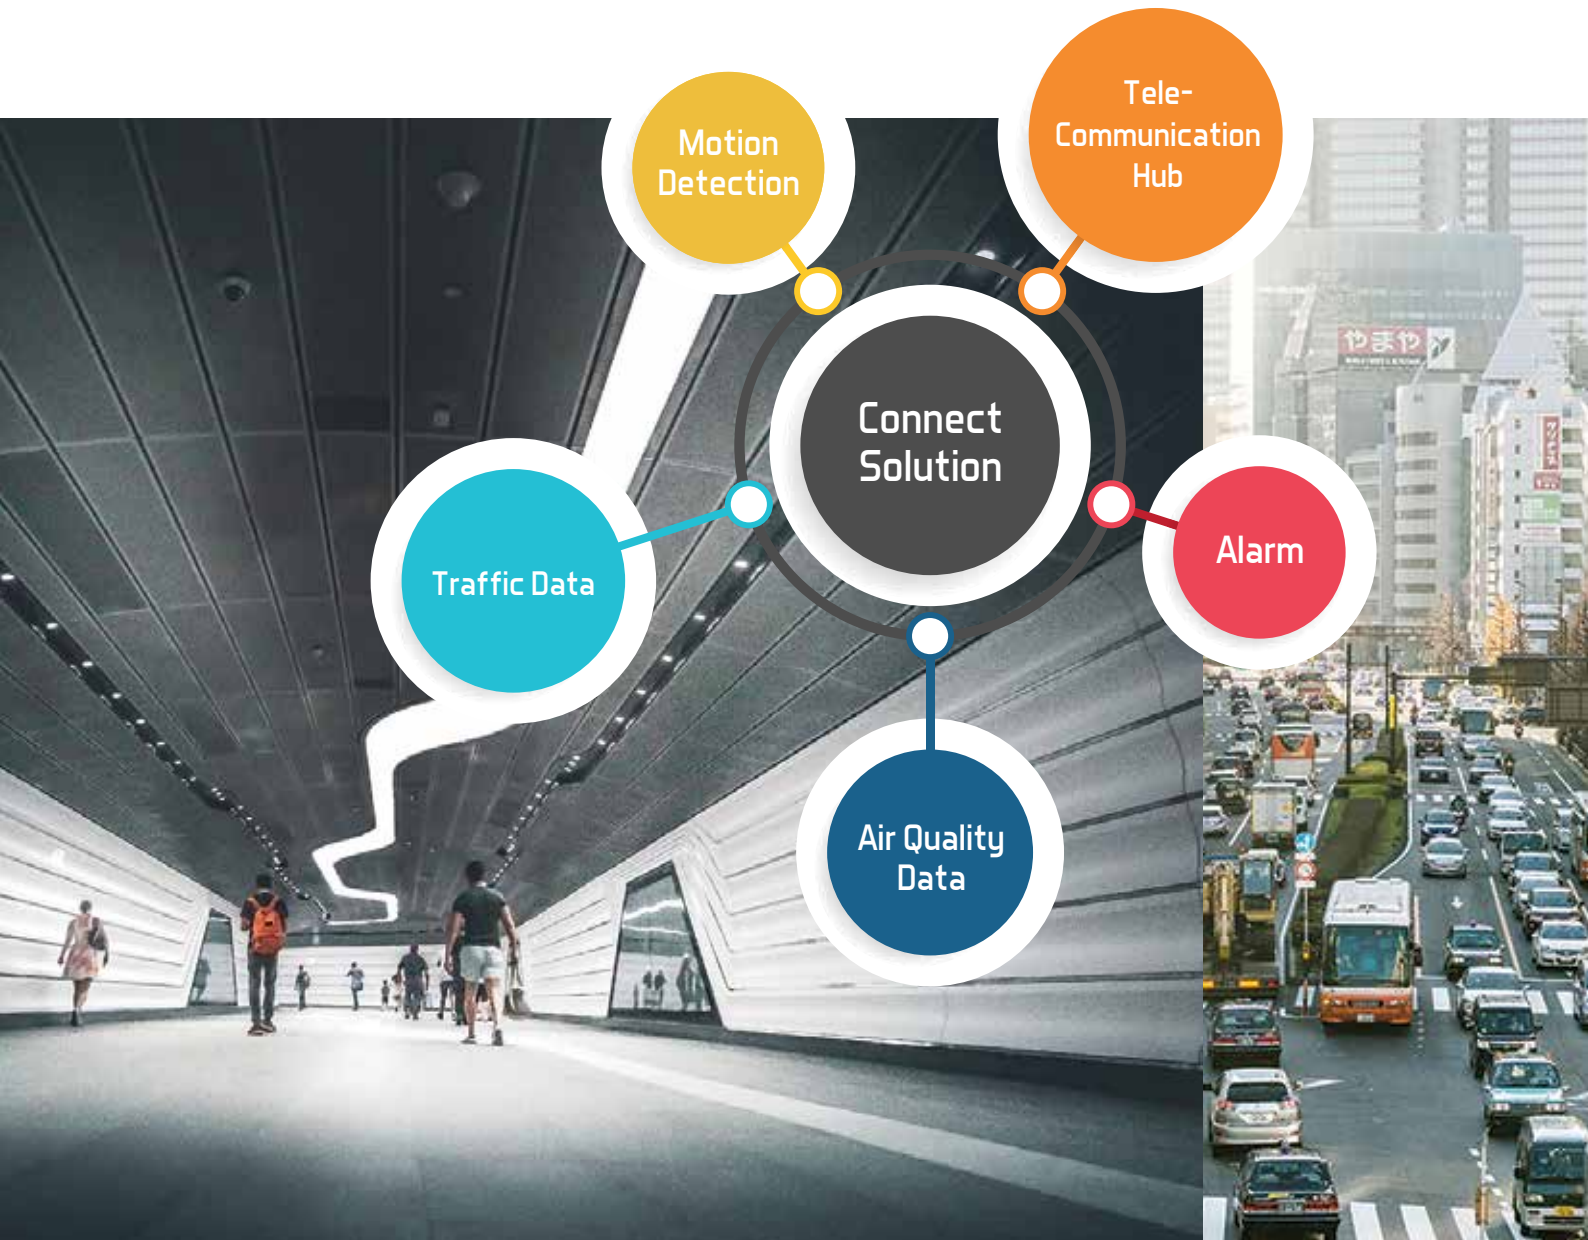 Tele-
Communication
Hub
Motion
Detection
Connect
Solution
Alarm
Traffic Data
Air Quality
Data
やまや